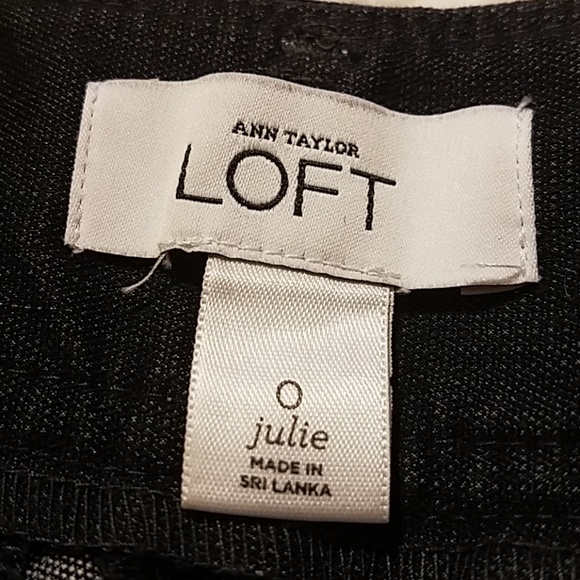 ANN TAYLOR
LOFT
0
julie
MADE IN
SRI LANKA